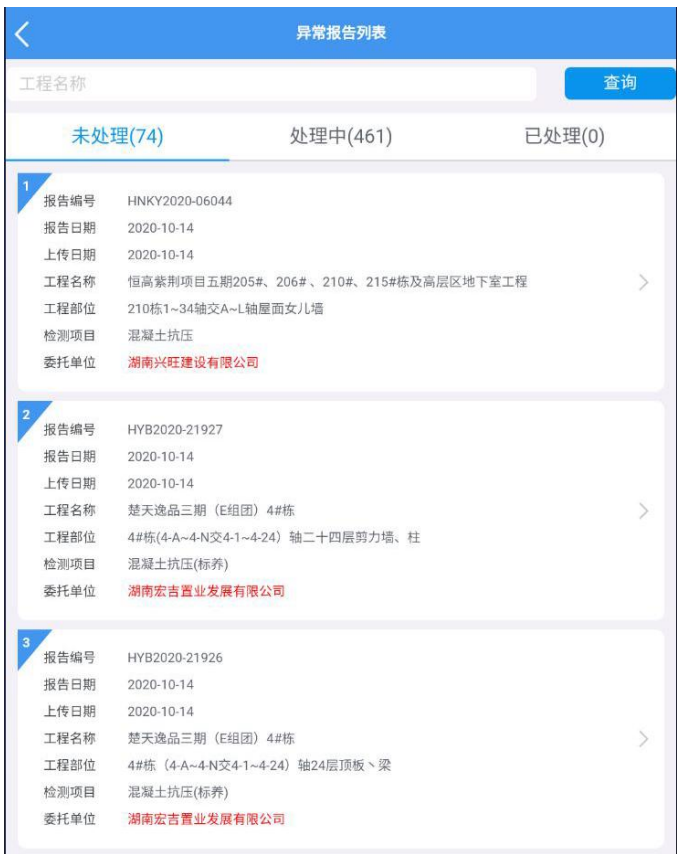 异常报告列表
工程名称 查询
未处理(74) 处理中(461) 已处理(0)
1
报告编号 HNKY2020-06044
报告日期 2020-10-14
上传日期 2020-10-14
工程名称 恒高紫荆项目五期205#、206# 、210#、215#栋及高层区地下室工程
工程部位 210栋1~34轴交A~L轴屋面女儿墙
检测项目 混凝土抗压
委托单位 湖南兴旺建设有限公司
2
报告编号 HYB2020-21927
报告日期 2020-10-14
上传日期 2020-10-14
工程名称 楚天逸品三期（E组团）4#栋
工程部位 4#栋(4-A~4-N交4-1~4-24）轴二十四层剪力墙、柱
检测项目 混凝土抗压(标养)
委托单位 湖南宏吉置业发展有限公司
3
报告编号 HYB2020-21926
报告日期 2020-10-14
上传日期 2020-10-14
工程名称 楚天逸品三期（E组团）4#栋
工程部位 4#栋（4-A~4-N交4-1~4-24）轴24层顶板丶梁
检测项目 混凝土抗压(标养)
委托单位 湖南宏吉置业发展有限公司